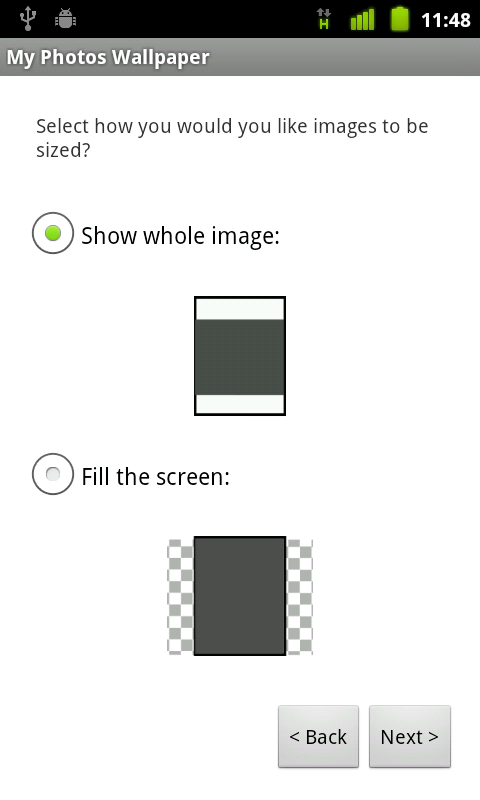 11:48
My Photos Wallpaper
Select how you would you like images to be
sized?
Show whole image:
Fill the screen:
< Back
Next >